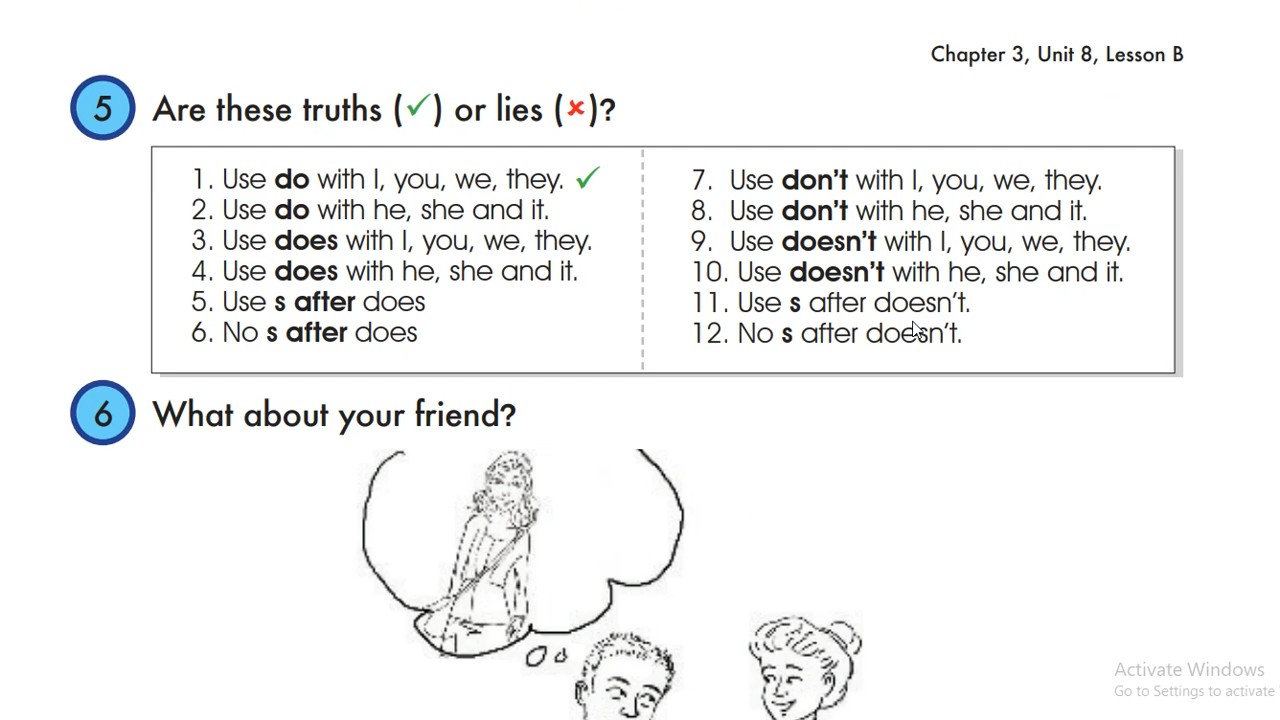 Chapter 3, Unit 8, Lesson B
5 Are these truths (✓) or lies (✗)?
1. Use do with I, you, we, they. ✓
2. Use do with he, she and it.
3. Use does with I, you, we, they.
4. Use does with he, she and it.
5. Use s after does
6. No s after does
7. Use don't with I, you, we, they.
8. Use don't with he, she and it.
9. Use doesn't with I, you, we, they.
10. Use doesn't with he, she and it.
11. Use s after doesn't.
12. No s after doesn't.
6 What about your friend?
Activate Windows
Go to Settings to activate